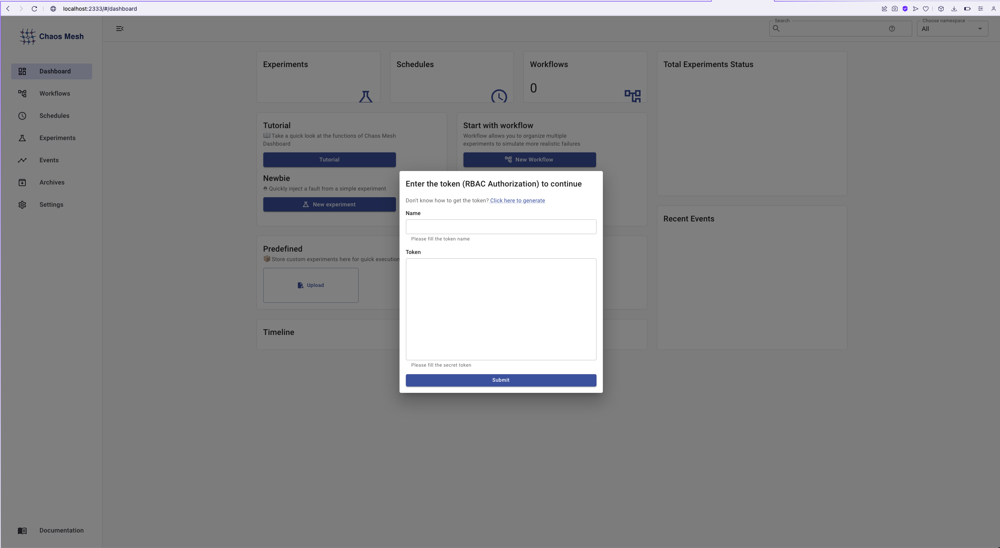 localhost:2333/#/dashboard
Chaos Mesh
Search
Choose namespace
All
Dashboard
Workflows
Schedules
Experiments
Events
Archives
Settings
Documentation
Experiments
Schedules
Workflows
0
Total Experiments Status
Tutorial
Take a quick look at the functions of Chaos Mesh
Dashboard
Tutorial
Newbie
Quickly inject a fault from a simple experiment
New experiment
Start with workflow
Workflow allows you to organize multiple
experiments to simulate more realistic failures
New Workflow
Recent Events
Predefined
Store custom experiments here for quick execution
Upload
Timeline
Enter the token (RBAC Authorization) to continue
Don't know how to get the token? Click here to generate
Name
Please fill the token name
Token
Please fill the secret token
Submit